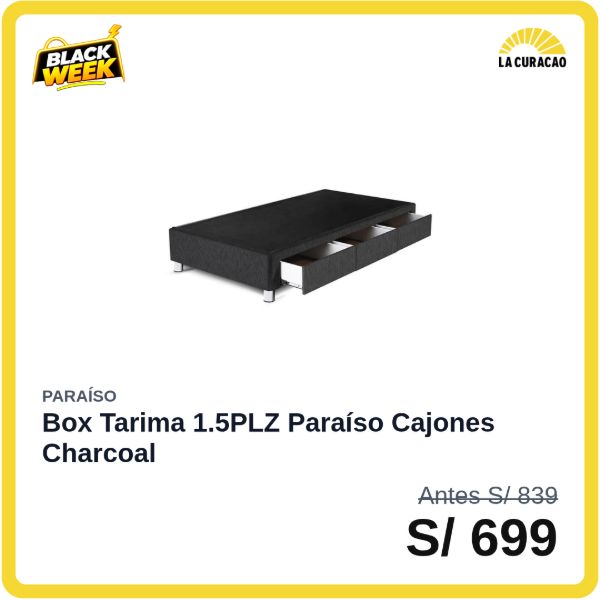 BLACK
WEEK
LA CURACAO
PARAÍSO
Box Tarima 1.5PLZ Paraíso Cajones
Charcoal
Antes S/ 839
S/ 699